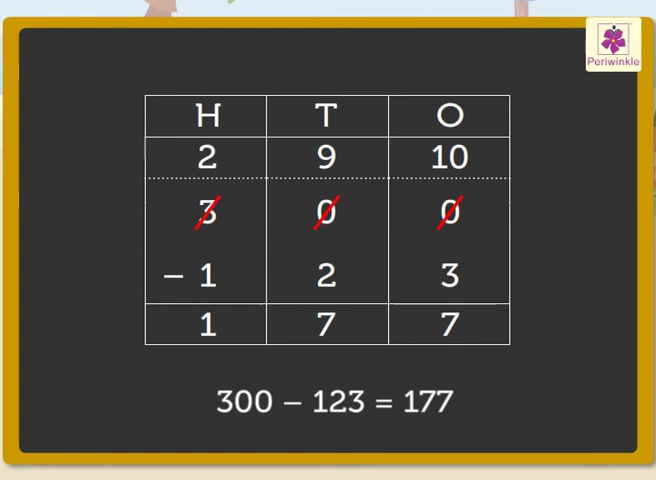 Periwinkle
H T O
2 9 10
3 0 0
– 1 2 3
1 7 7
300 – 123 = 177